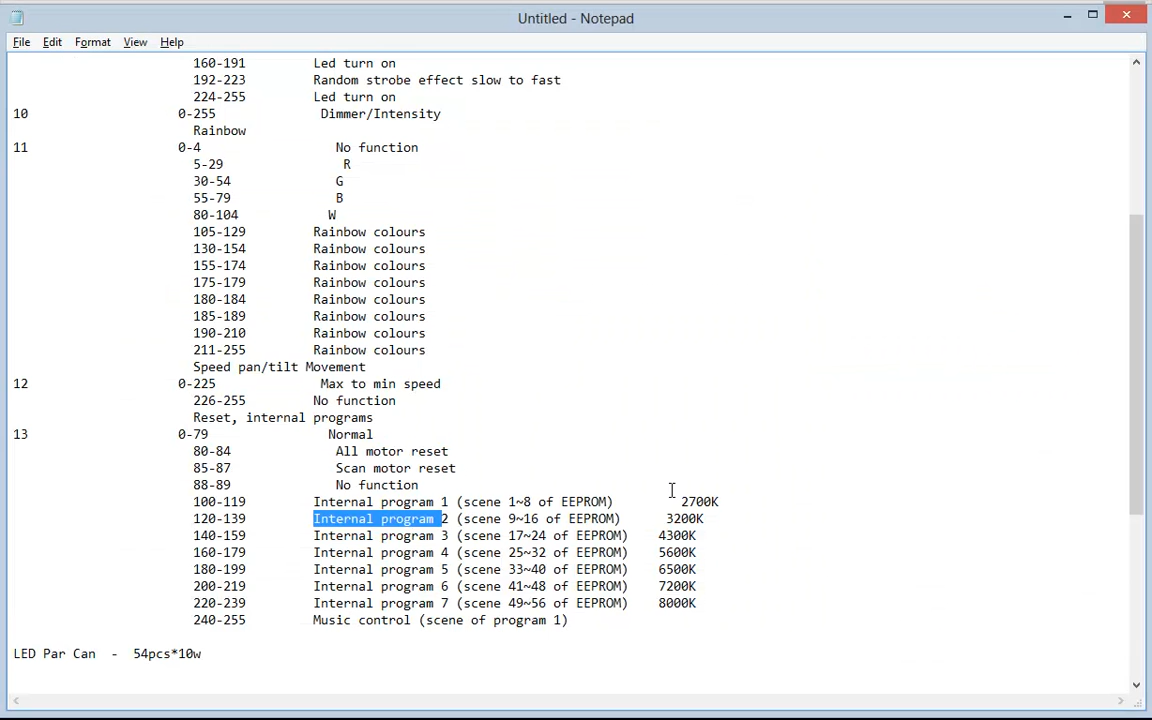 Untitled - Notepad
File Edit Format View Help
160-191 Led turn on
192-223 Random strobe effect slow to fast
224-255 Led turn on
10 0-255 Dimmer/Intensity
Rainbow
11 0-4 No function
5-29 R
30-54 G
55-79 B
80-104 W
105-129 Rainbow colours
130-154 Rainbow colours
155-174 Rainbow colours
175-179 Rainbow colours
180-184 Rainbow colours
185-189 Rainbow colours
190-210 Rainbow colours
211-255 Rainbow colours
Speed pan/tilt Movement
12 0-225 Max to min speed
226-255 No function
Reset, internal programs
13 0-79 Normal
80-84 All motor reset
85-87 Scan motor reset
88-89 No function
100-119 Internal program 1 (scene 1~8 of EEPROM) 2700K
120-139 Internal program 2 (scene 9~16 of EEPROM) 3200K
140-159 Internal program 3 (scene 17~24 of EEPROM) 4300K
160-179 Internal program 4 (scene 25~32 of EEPROM) 5600K
180-199 Internal program 5 (scene 33~40 of EEPROM) 6500K
200-219 Internal program 6 (scene 41~48 of EEPROM) 7200K
220-239 Internal program 7 (scene 49~56 of EEPROM) 8000K
240-255 Music control (scene of program 1)
LED Par Can - 54pcs*10w